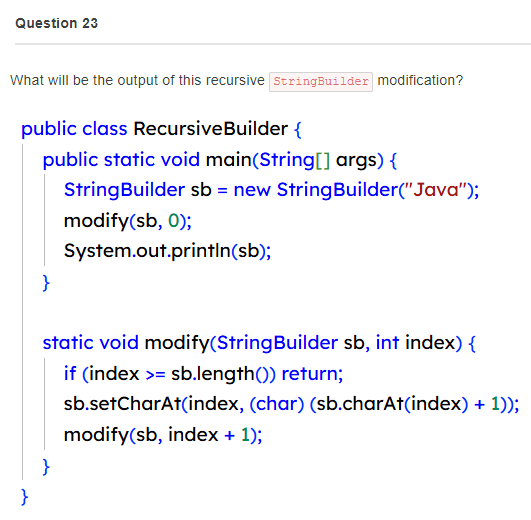 Question 23
What will be the output of this recursive StringBuilder modification?
public class RecursiveBuilder {
public static void main(String[] args) {
StringBuilder sb = new StringBuilder("Java");
modify(sb, 0);
System.out.println(sb);
}
static void modify(StringBuilder sb, int index) {
if (index >= sb.length()) return;
sb.setCharAt(index, (char) (sb.charAt(index) + 1));
modify(sb, index + 1);
}
}